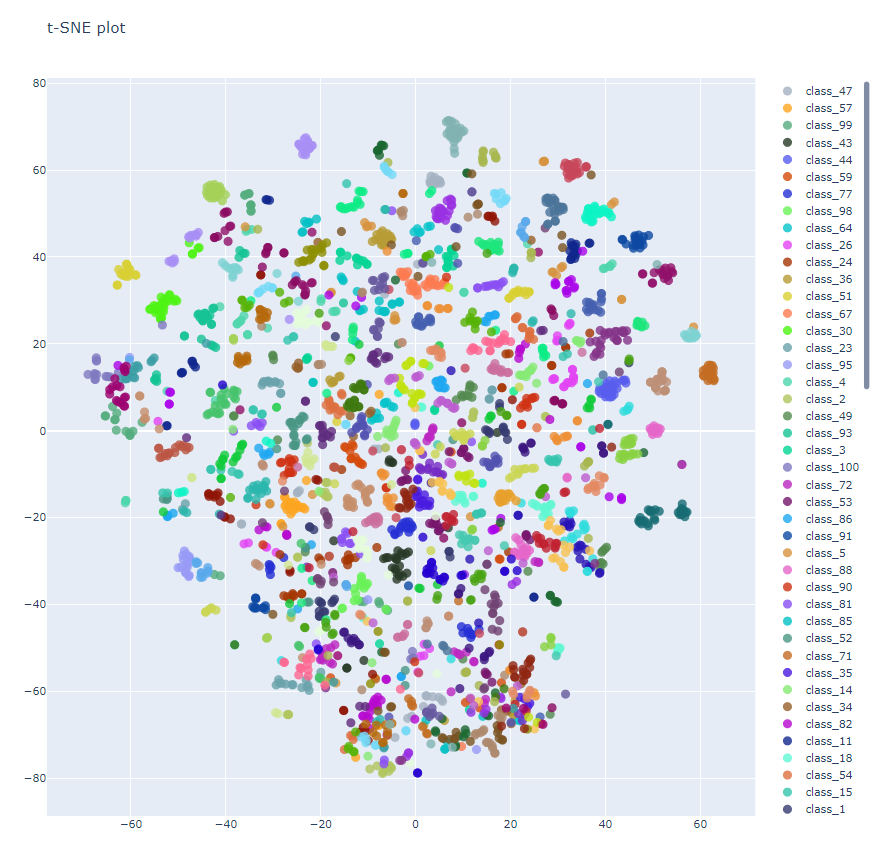 t-SNE plot
80
60
40
20
0
−20
−40
−60
−80
−60
−40
−20
0
20
40
60
class_47
class_57
class_99
class_43
class_44
class_59
class_77
class_98
class_64
class_26
class_24
class_36
class_51
class_67
class_30
class_23
class_95
class_4
class_2
class_49
class_93
class_3
class_100
class_72
class_53
class_86
class_91
class_5
class_88
class_90
class_81
class_85
class_52
class_71
class_35
class_14
class_34
class_82
class_11
class_18
class_54
class_15
class_1